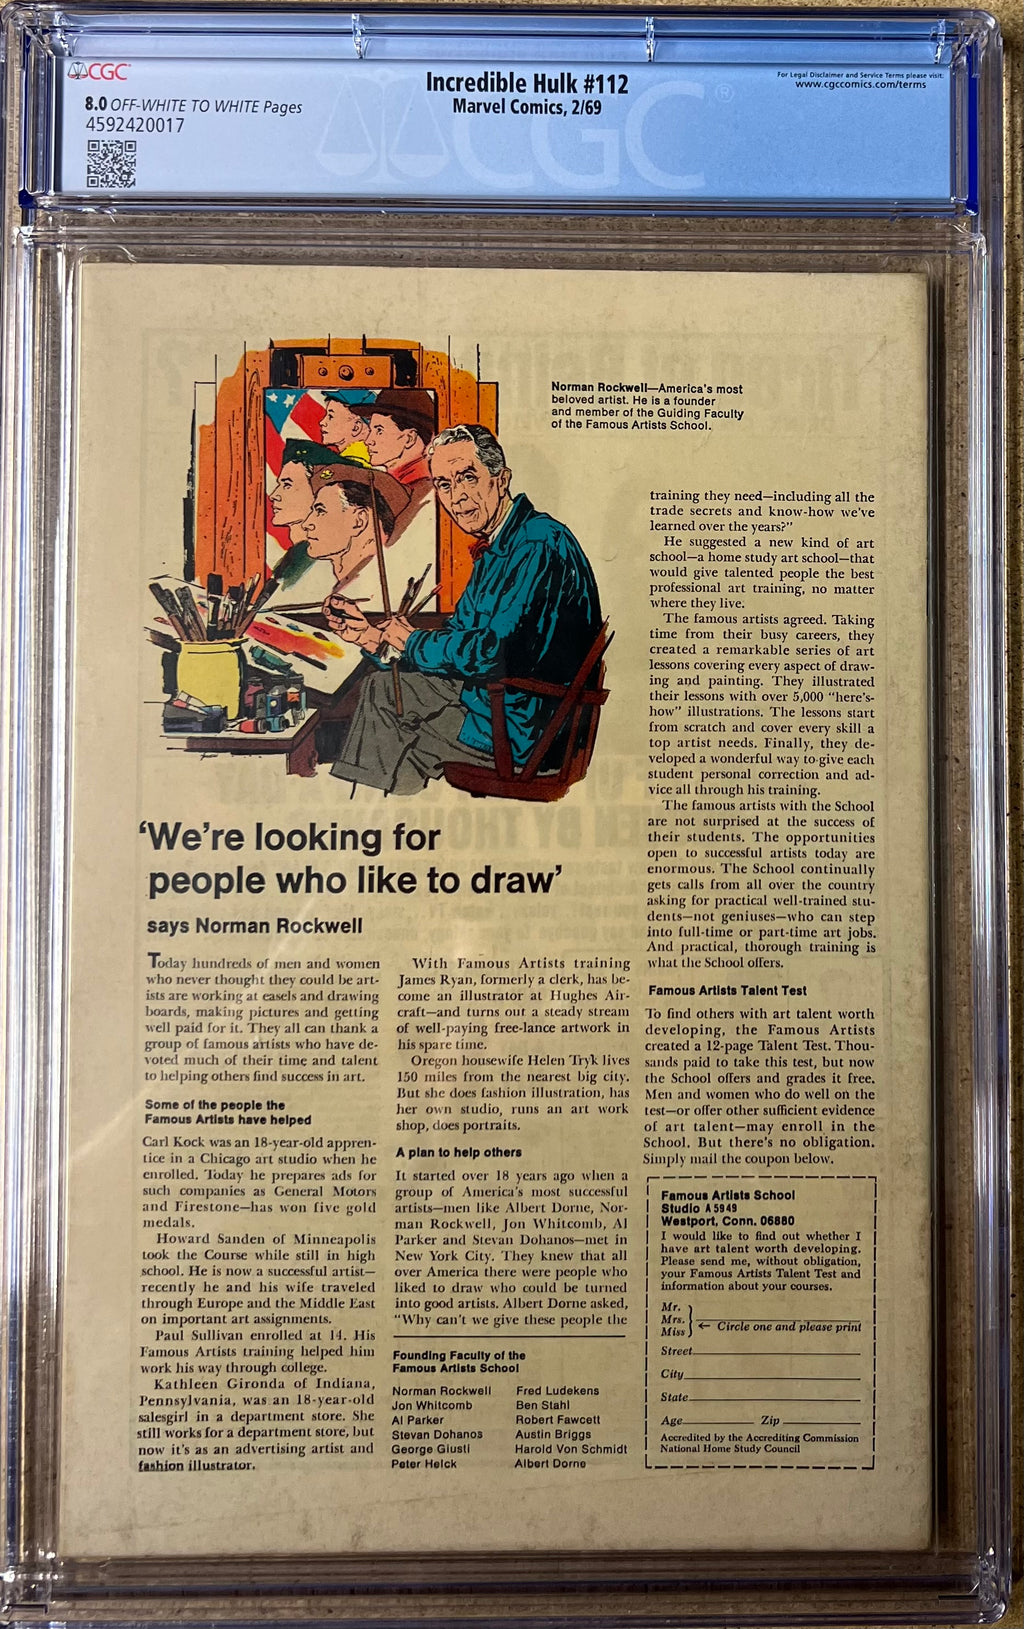 CGC
8.0 OFF-WHITE TO WHITE Pages
4592420017
Incredible Hulk #112
Marvel Comics, 2/69
For Legal Disclaimer and Service Terms please visit:
www.cgccomics.com/terms
CGC®
Norman Rockwell—America's most
beloved artist. He is a founder
and member of the Guiding Faculty
of the Famous Artists School.
'We're looking for
people who like to draw'
says Norman Rockwell
Today hundreds of men and women
who never thought they could be art-
ists are working at easels and drawing
boards, making pictures and getting
well paid for it. They all can thank a
group of famous artists who have de-
voted much of their time and talent
to helping others find success in art.
Some of the people the
Famous Artists have helped
Carl Kock was an 18-year-old appren-
tice in a Chicago art studio when he
enrolled. Today he prepares ads for
such companies as General Motors
and Firestone—has won five gold
medals.
Howard Sanden of Minneapolis
took the Course while still in high
school. He is now a successful artist—
recently he and his wife traveled
through Europe and the Middle East
on important art assignments.
Paul Sullivan enrolled at 14. His
Famous Artists training helped him
work his way through college.
Kathleen Gironda of Indiana,
Pennsylvania, was an 18-year-old
salesgirl in a department store. She
still works for a department store, but
now it's as an advertising artist and
fashion illustrator.
With Famous Artists training
James Ryan, formerly a clerk, has be-
come an illustrator at Hughes Air-
craft—and turns out a steady stream
of well-paying free-lance artwork in
his spare time.
Oregon housewife Helen Tryk lives
150 miles from the nearest big city.
But she does fashion illustration, has
her own studio, runs an art work
shop, does portraits.
A plan to help others
It started over 18 years ago when a
group of America's most successful
artists—men like Albert Dorne, Nor-
man Rockwell, Jon Whitcomb, Al
Parker and Stevan Dohanos—met in
New York City. They knew that all
over America there were people who
liked to draw who could be turned
into good artists. Albert Dorne asked,
"Why can't we give these people the
Founding Faculty of the
Famous Artists School
Norman Rockwell Fred Ludekens
Jon Whitcomb Ben Stahl
Al Parker Robert Fawcett
Stevan Dohanos Austin Briggs
George Giusti Harold Von Schmidt
Peter Helck Albert Dorne
training they need—including all the
trade secrets and know-how we've
learned over the years?"
He suggested a new kind of art
school—a home study art school—that
would give talented people the best
professional art training, no matter
where they live.
The famous artists agreed. Taking
time from their busy careers, they
created a remarkable series of art
lessons covering every aspect of draw-
ing and painting. They illustrated
their lessons with over 5,000 "here's-
how" illustrations. The lessons start
from scratch and cover every skill a
top artist needs. Finally, they de-
veloped a wonderful way to give each
student personal correction and ad-
vice all through his training.
The famous artists with the School
are not surprised at the success of
their students. The opportunities
open to successful artists today are
enormous. The School continually
gets calls from all over the country
asking for practical well-trained stu-
dents—not geniuses—who can step
into full-time or part-time art jobs.
And practical, thorough training is
what the School offers.
Famous Artists Talent Test
To find others with art talent worth
developing, the Famous Artists
created a 12-page Talent Test. Thou-
sands paid to take this test, but now
the School offers and grades it free.
Men and women who do well on the
test—or offer other sufficient evidence
of art talent—may enroll in the
School. But there's no obligation.
Simply mail the coupon below.
Famous Artists School
Studio A5949
Westport, Conn. 06880
I would like to find out whether I
have art talent worth developing.
Please send me, without obligation,
your Famous Artists Talent Test and
information about your courses.
Mr.
Mrs.
Miss ← Circle one and please print
Street
City
State
Age Zip
Accredited by the Accrediting Commission
National Home Study Council